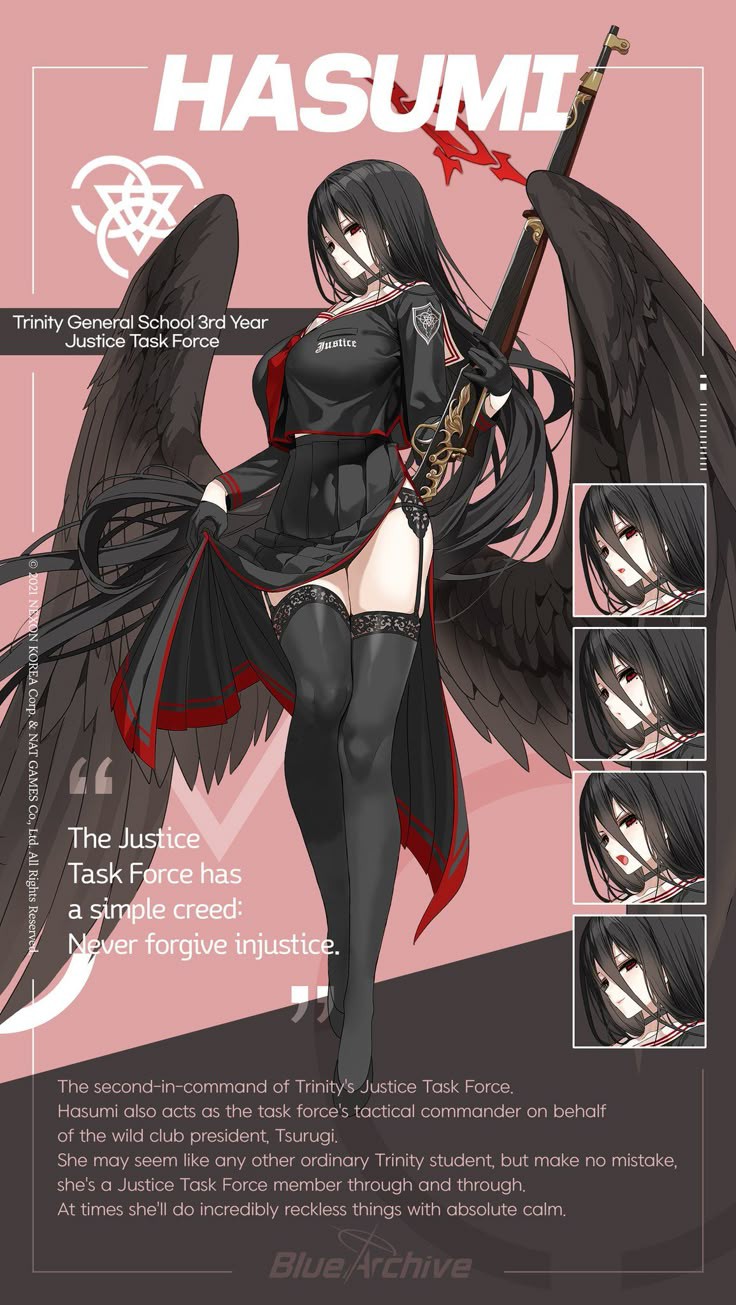 HASUMI
Trinity General School 3rd Year
Justice Task Force
Justice
© 2021 NEXON KOREA Corp. & NAT GAMES Co., Ltd. All Rights Reserved
“
The Justice
Task Force has
a simple creed:
Never forgive injustice.
”
The second-in-command of Trinity's Justice Task Force.
Hasumi also acts as the task force's tactical commander on behalf
of the wild club president, Tsurugi.
She may seem like any other ordinary Trinity student, but make no mistake,
she's a Justice Task Force member through and through.
At times she'll do incredibly reckless things with absolute calm.
Blue Archive